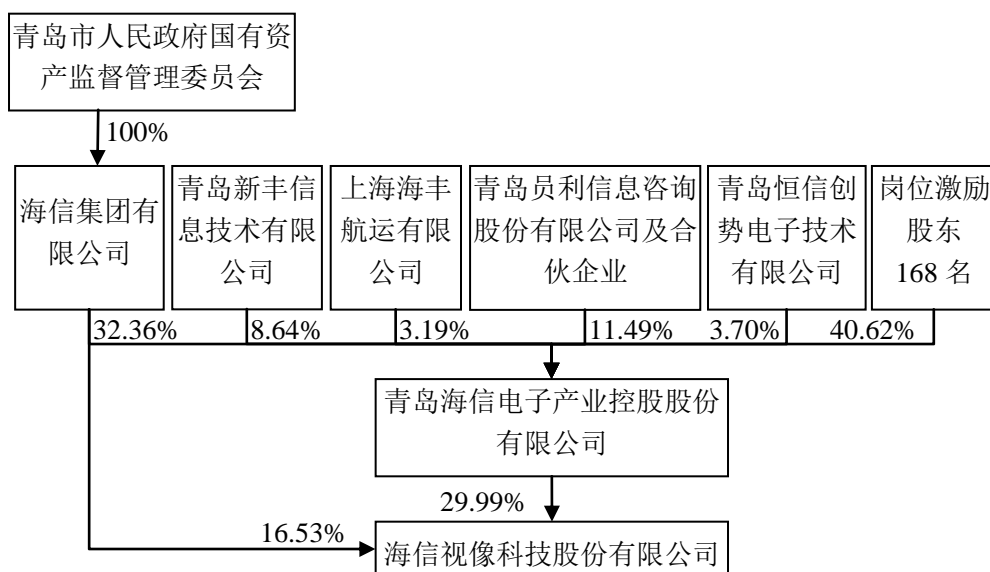 青岛市人民政府国有资
产监督管理委员会
100%
海信集团有
限公司
青岛新丰信
息技术有限
公司
上海海丰
航运有限
公司
青岛员利信息咨询
股份有限公司及合
伙企业
青岛恒信创
势电子技术
有限公司
岗位激励
股东
168 名
32.36%
8.64%
3.19%
11.49%
3.70%
40.62%
青岛海信电子产业控股股份
有限公司
29.99%
16.53%
海信视像科技股份有限公司